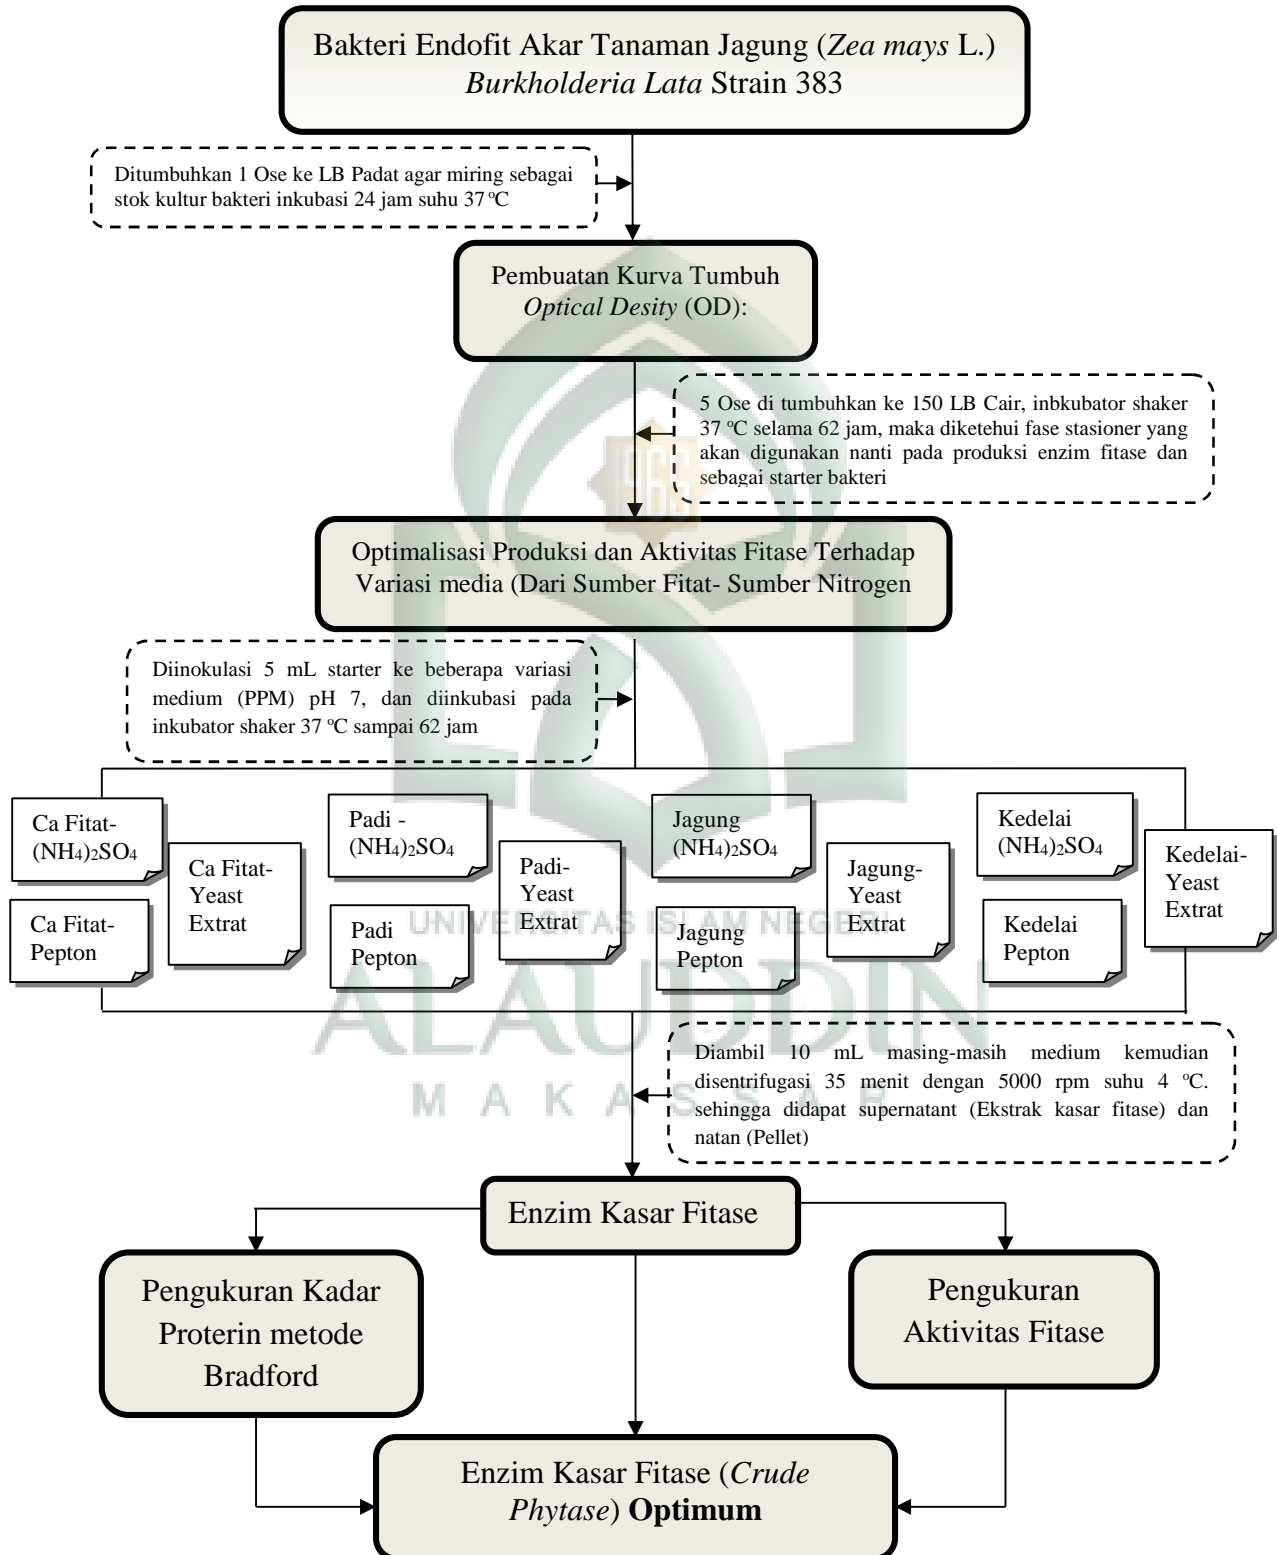 Bakteri Endofit Akar Tanaman Jagung (Zea mays L.)
Burkholderia Lata Strain 383
Ditumbuhkan 1 Ose ke LB Padat agar miring sebagai
stok kultur bakteri inkubasi 24 jam suhu 37 ºC
Pembuatan Kurva Tumbuh
Optical Desity (OD):
5 Ose di tumbuhkan ke 150 LB Cair, inbkubator shaker
37 ºC selama 62 jam, maka diketehui fase stasioner yang
akan digunakan nanti pada produksi enzim fitase dan
sebagai starter bakteri
1965
Optimalisasi Produksi dan Aktivitas Fitase Terhadap
Variasi media (Dari Sumber Fitat- Sumber Nitrogen
Diinokulasi 5 mL starter ke beberapa variasi
medium (PPM) pH 7, dan diinkubasi pada
inkubator shaker 37 ºC sampai 62 jam
Ca Fitat-
(NH4)2SO4
Ca Fitat-
Pepton
Ca Fitat-
Yeast
Extrat
Padi -
(NH4)2SO4
Padi
Pepton
Padi-
Yeast
Extrat
Jagung
(NH4)2SO4
Jagung
Pepton
Jagung-
Yeast
Extrat
Kedelai
(NH4)2SO4
Kedelai
Pepton
Kedelai-
Yeast
Extrat
UNIVERSITAS ISLAM NEGERI
ALAUDDIN
MAKASSAR
Diambil 10 mL masing-masih medium kemudian
disentrifugasi 35 menit dengan 5000 rpm suhu 4 ºC.
sehingga didapat supernatant (Ekstrak kasar fitase) dan
natan (Pellet)
Enzim Kasar Fitase
Pengukuran Kadar
Proterin metode
Bradford
Pengukuran
Aktivitas Fitase
Enzim Kasar Fitase (Crude
Phytase) Optimum